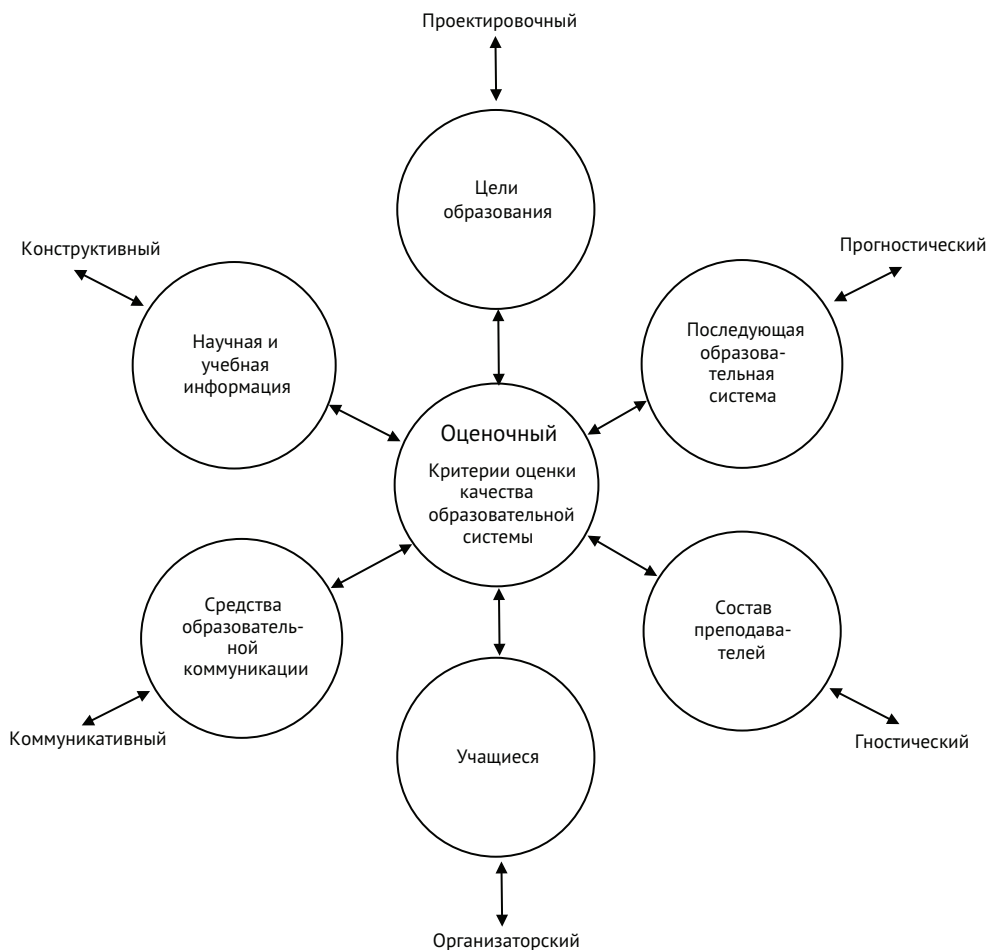 Проектировочный
Цели
образования
Конструктивный
Прогностический
Научная и
учебная
информация
Последующая
образова-
тельная
система
Оценочный
Критерии оценки
качества
образовательной
системы
Средства
образователь-
ной
коммуникации
Состав
преподава-
телей
Коммуникативный
Гностический
Учащиеся
Организаторский